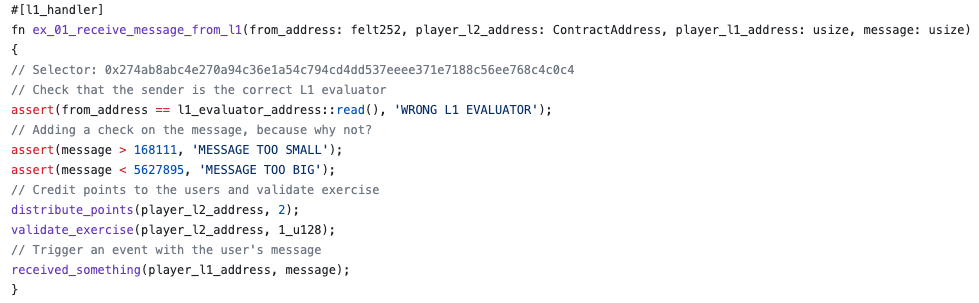 #[l1_handler]
fn ex_01_receive_message_from_l1(from_address: felt252, player_l2_address: ContractAddress, player_l1_address: usize, message: usize)
{
// Selector: 0x274ab8abc4e270a94c36e1a54c794cd4dd537eeee371e7188c56ee768c4c0c4
// Check that the sender is the correct L1 evaluator
assert(from_address == l1_evaluator_address::read(), 'WRONG L1 EVALUATOR');
// Adding a check on the message, because why not?
assert(message > 168111, 'MESSAGE TOO SMALL');
assert(message < 5627895, 'MESSAGE TOO BIG');
// Credit points to the users and validate exercise
distribute_points(player_l2_address, 2);
validate_exercise(player_l2_address, 1_u128);
// Trigger an event with the user's message
received_something(player_l1_address, message);
}